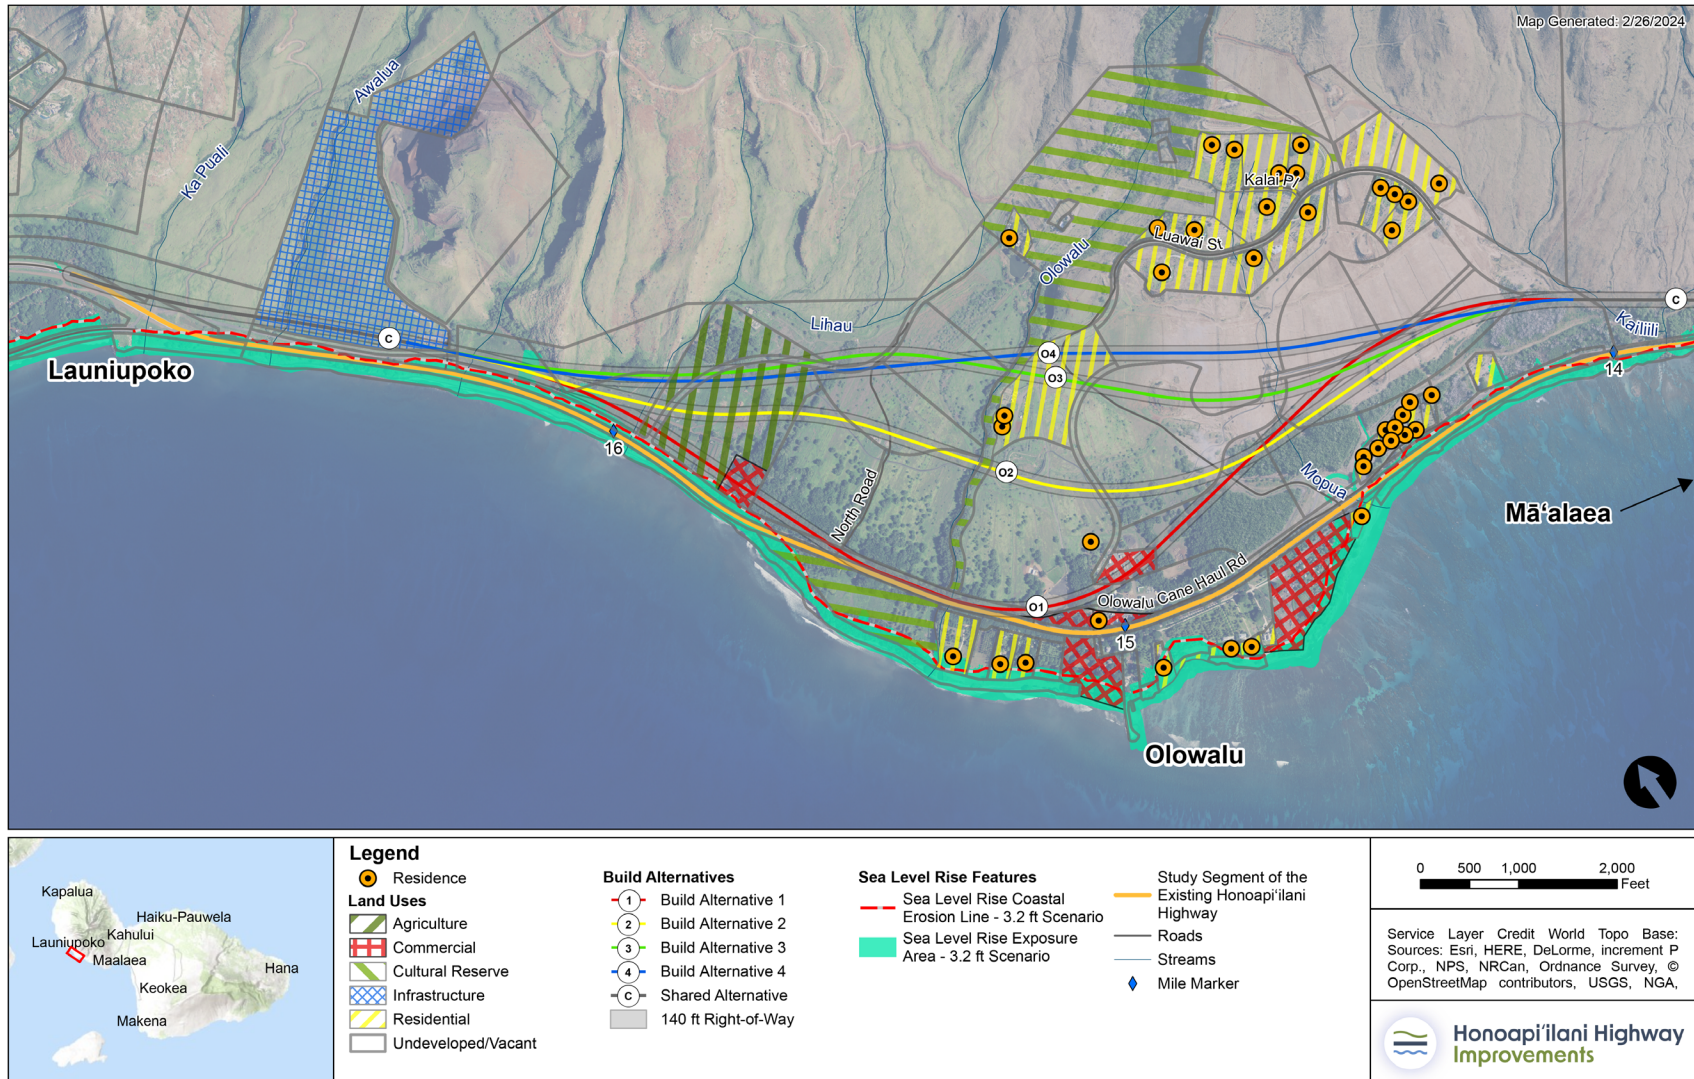 Map Generated: 2/26/2024
Awalua
Ka Puali
Kalai Pl
Luawai St
Olowalu
C
Kaʻiliili
Lihau
C
O4
O3
14
Launiupoko
16
O2
North Road
Mopua
Māʻalaea
Olowalu Cane Haul Rd
O1
15
Olowalu
Kapalua
Haiku-Pauwela
Kahului
Launiupoko
Maalaea
Hana
Keokea
Makena
Legend
Residence
Land Uses
Agriculture
Commercial
Cultural Reserve
Infrastructure
Residential
Undeveloped/Vacant
Build Alternatives
1 Build Alternative 1
2 Build Alternative 2
3 Build Alternative 3
4 Build Alternative 4
C Shared Alternative
140 ft Right-of-Way
Sea Level Rise Features
Sea Level Rise Coastal
Erosion Line - 3.2 ft Scenario
Sea Level Rise Exposure
Area - 3.2 ft Scenario
Study Segment of the
Existing Honoapiʻilani
Highway
Roads
Streams
Mile Marker
0 500 1,000 2,000
Feet
Service Layer Credit World Topo Base:
Sources: Esri, HERE, DeLorme, increment P
Corp., NPS, NRCan, Ordnance Survey, ©
OpenStreetMap contributors, USGS, NGA,
Honoapiʻilani Highway
Improvements